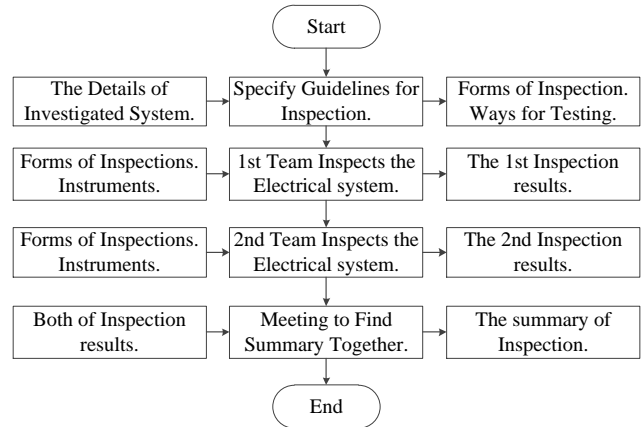 Start
The Details of
Investigated System.
Specify Guidelines for
Inspection.
Forms of Inspection.
Ways for Testing.
Forms of Inspections.
Instruments.
1st Team Inspects the
Electrical system.
The 1st Inspection
results.
Forms of Inspections.
Instruments.
2nd Team Inspects the
Electrical system.
The 2nd Inspection
results.
Both of Inspection
results.
Meeting to Find
Summary Together.
The summary of
Inspection.
End